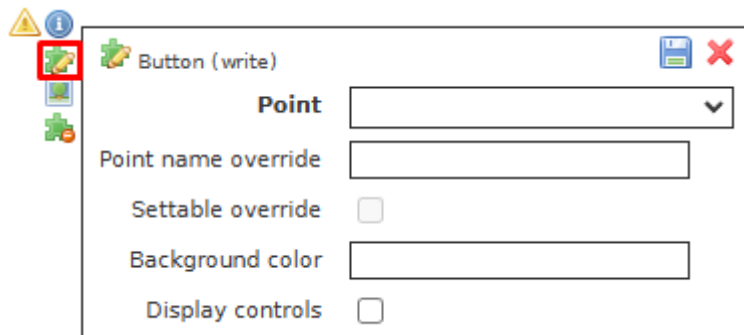 Button (write)
Point
Point name override
Settable override
Background color
Display controls